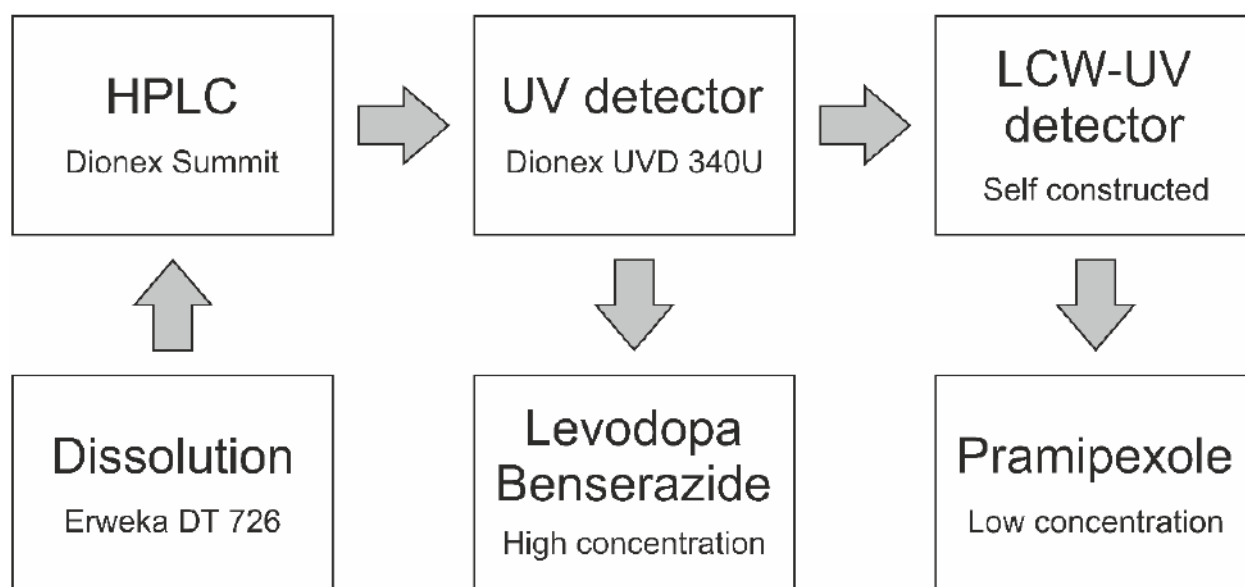 HPLC
Dionex Summit
UV detector
Dionex UVD 340U
LCW-UV
detector
Self constructed
Dissolution
Erweka DT 726
Levodopa
Benserazide
High concentration
Pramipexole
Low concentration